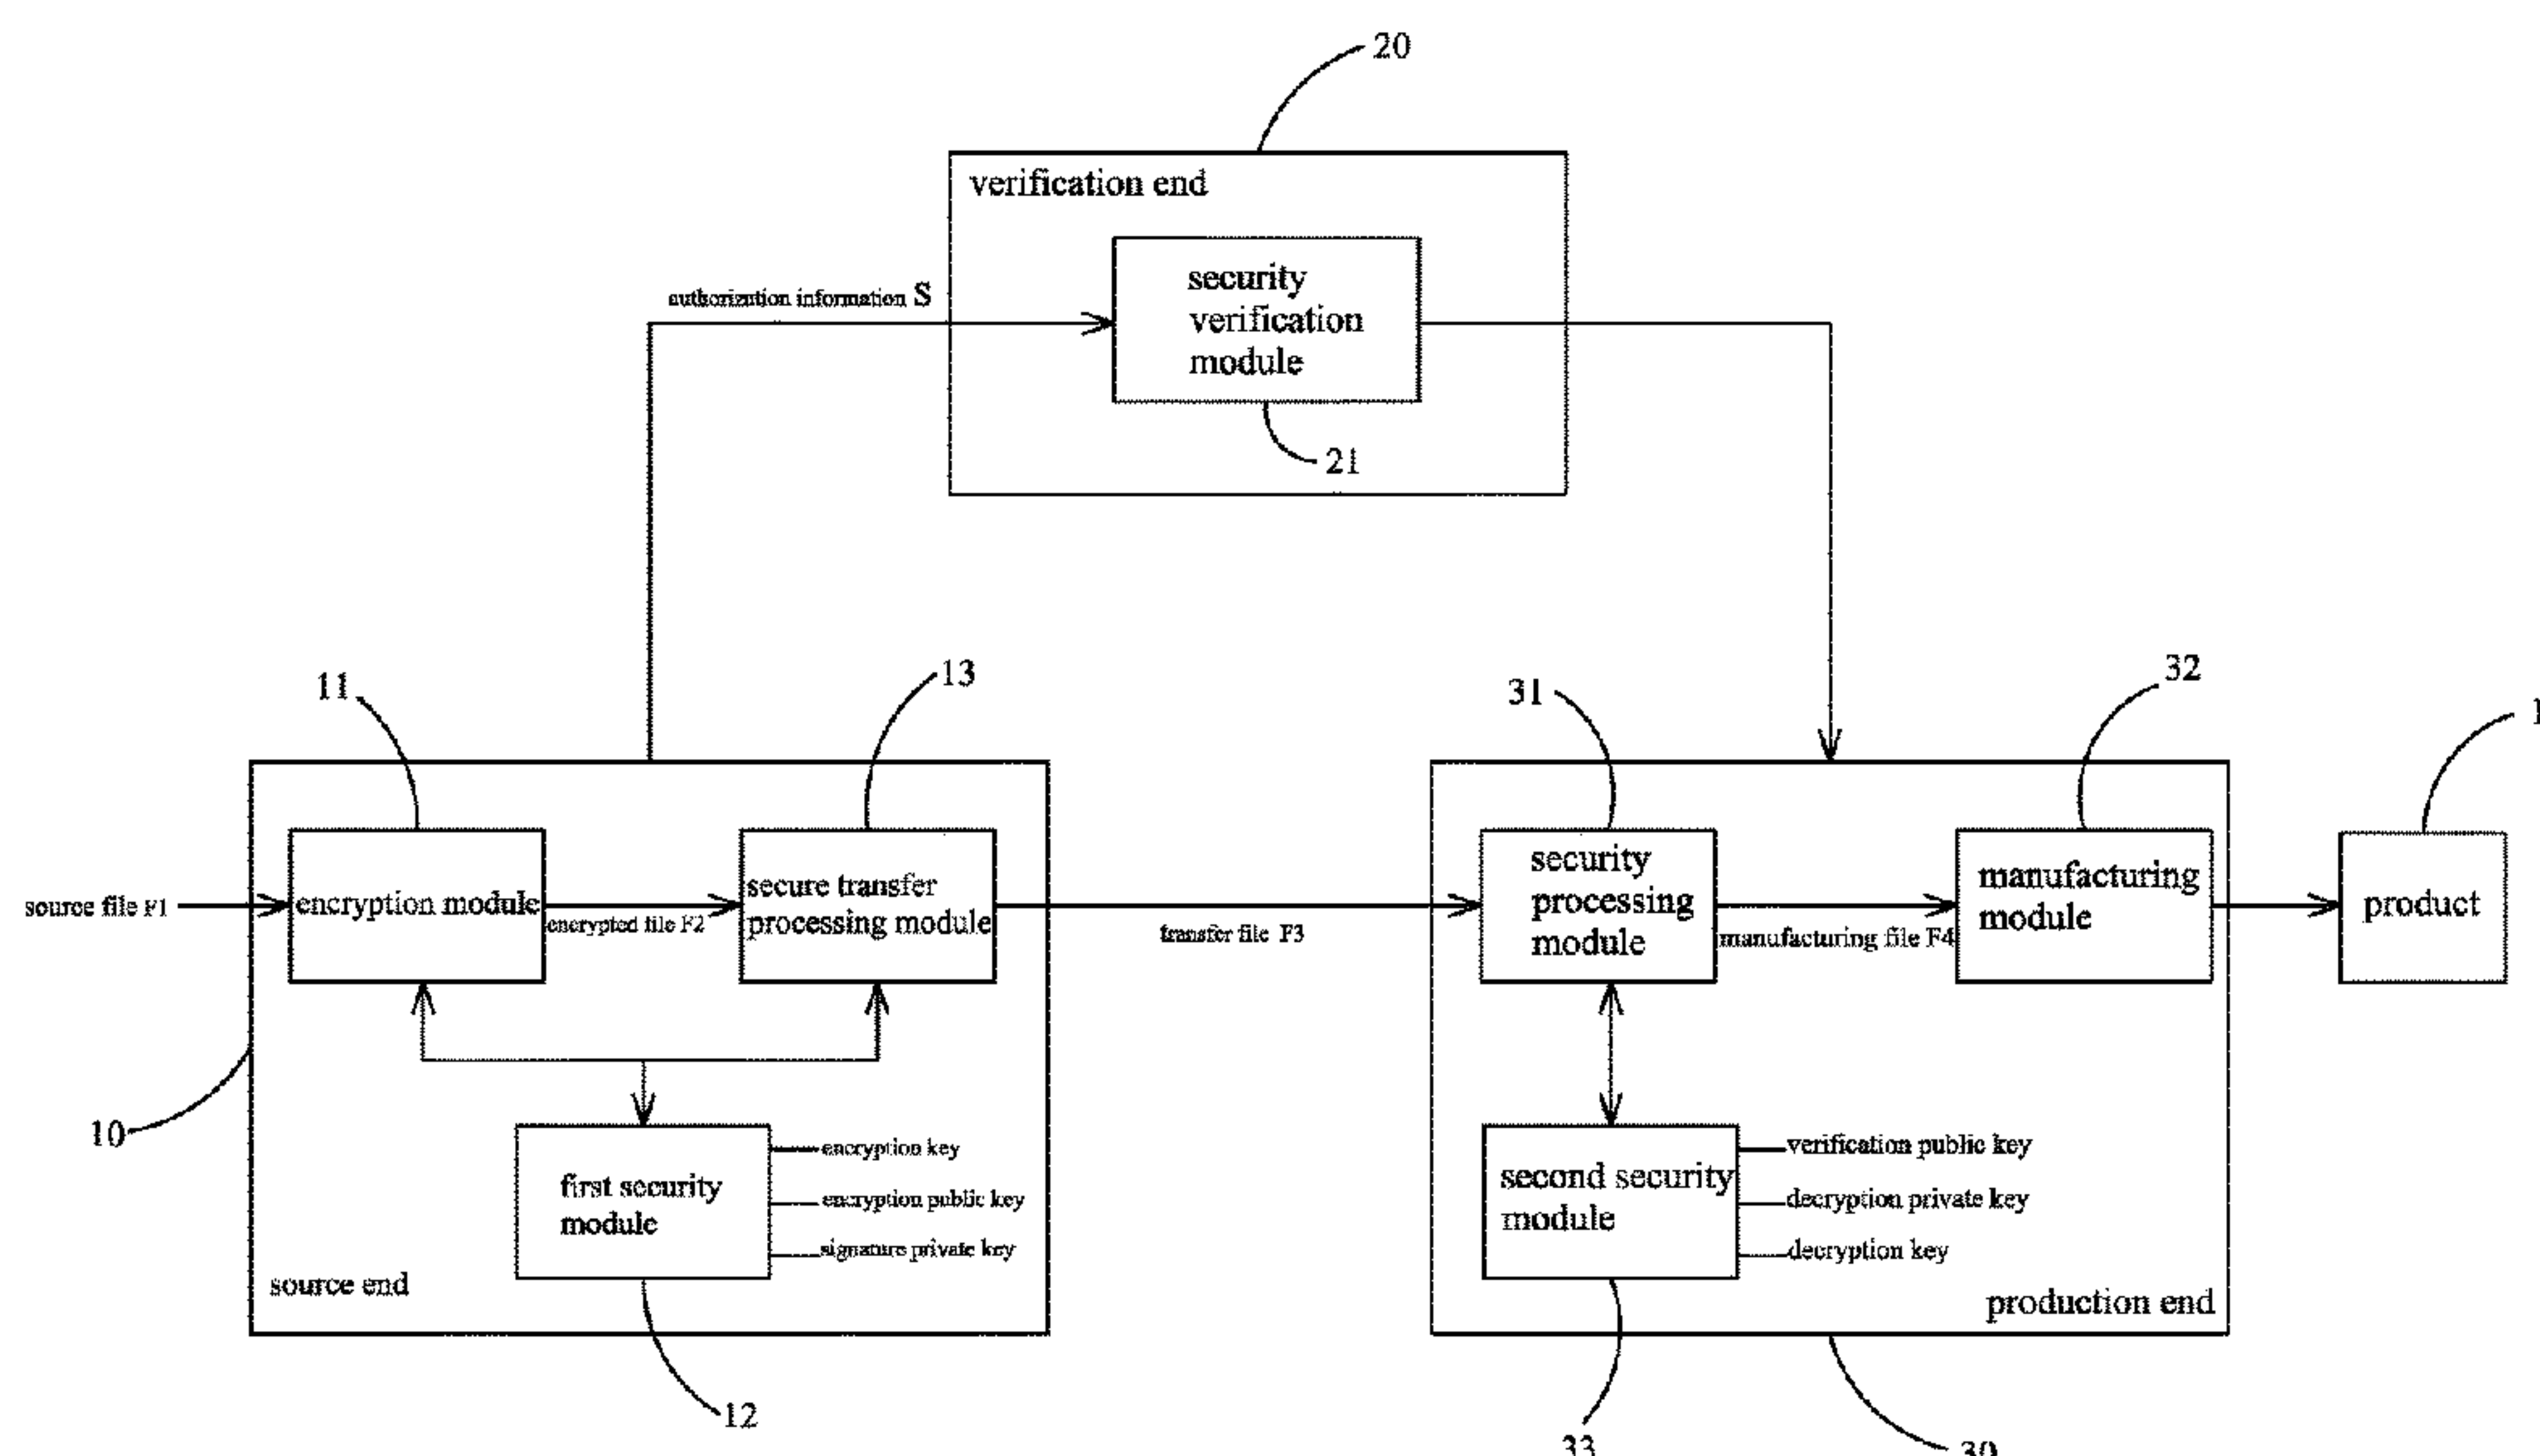 20
verification end
security
verification
module
authorization information S
21
11
13
31
32
1
source file F1
encryption module
encrypted file F2
secure transfer
processing module
transfer file F3
security
processing
module
manufacturing file F4
manufacturing
module
product
10
first security
module
encryption key
encryption public key
signature private key
source end
second security
module
verification public key
decryption private key
decryption key
production end
12
33
30